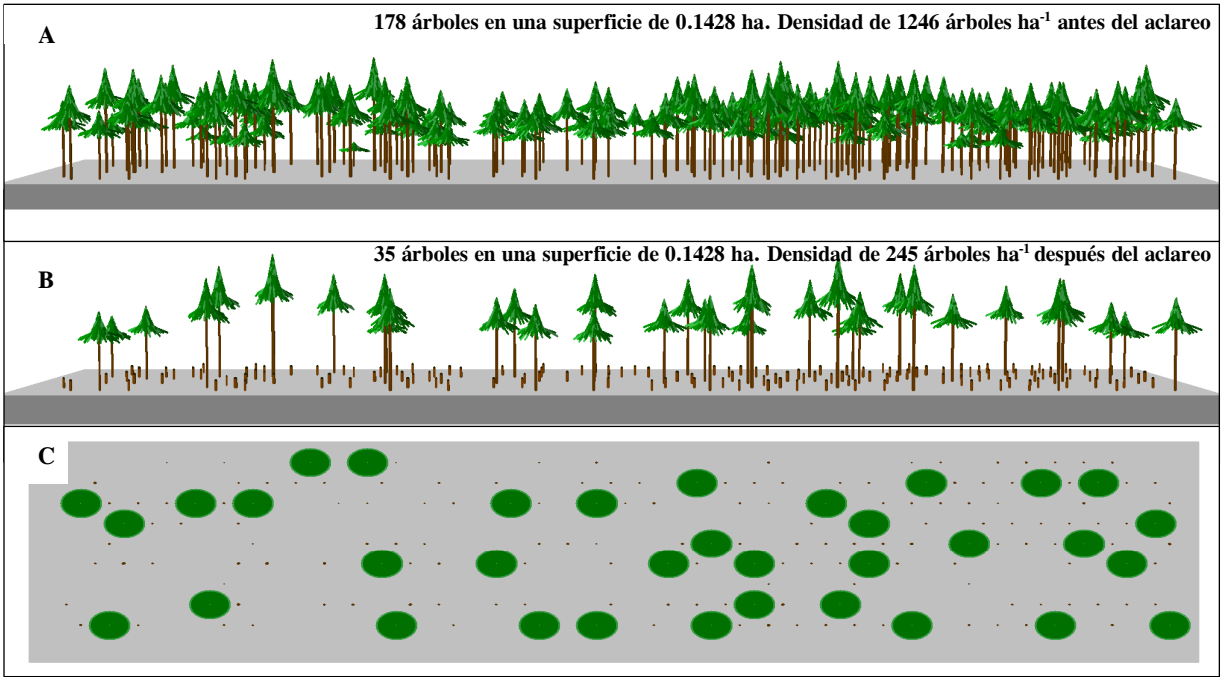 A
178 árboles en una superficie de 0.1428 ha. Densidad de 1246 árboles ha⁻¹ antes del aclareo
B
35 árboles en una superficie de 0.1428 ha. Densidad de 245 árboles ha⁻¹ después del aclareo
C